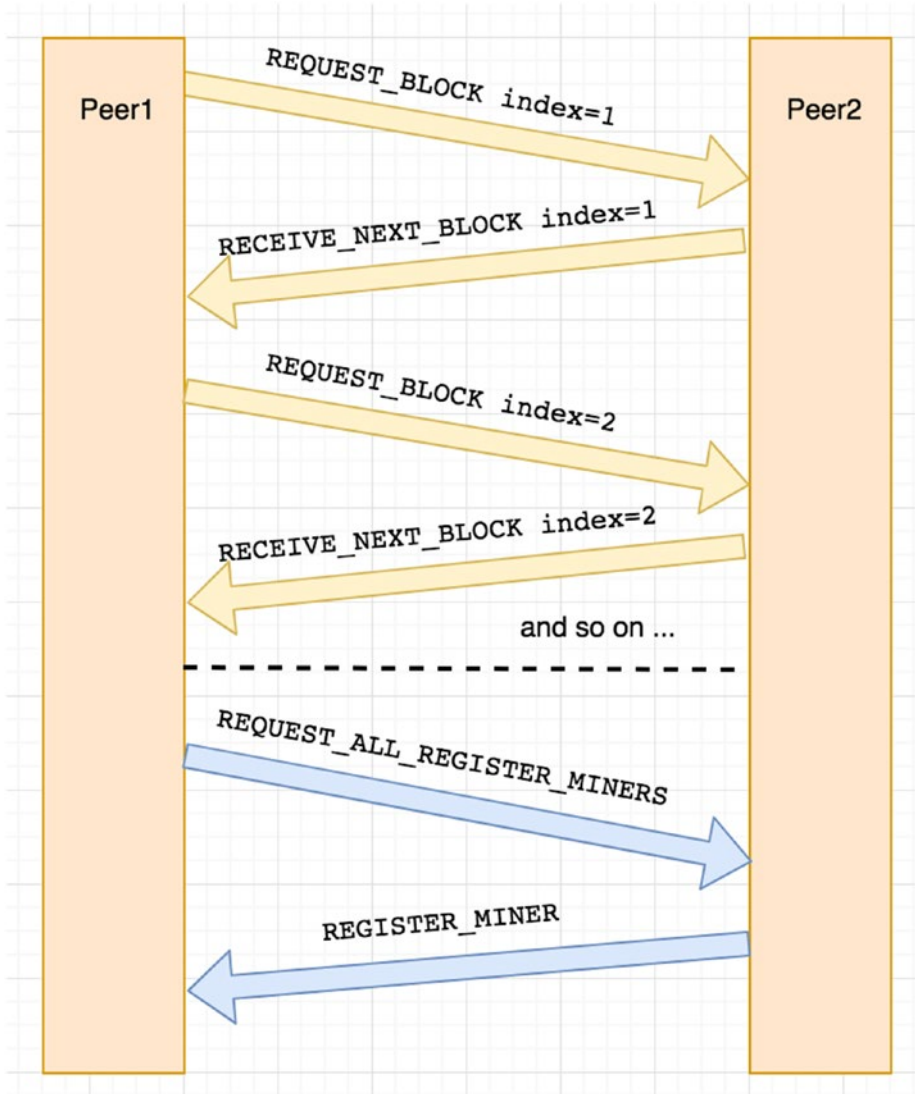 Peer1
Peer2
REQUEST_BLOCK index=1
RECEIVE_NEXT_BLOCK index=1
REQUEST_BLOCK index=2
RECEIVE_NEXT_BLOCK index=2
and so on ...
REQUEST_ALL_REGISTER_MINERS
REGISTER_MINER